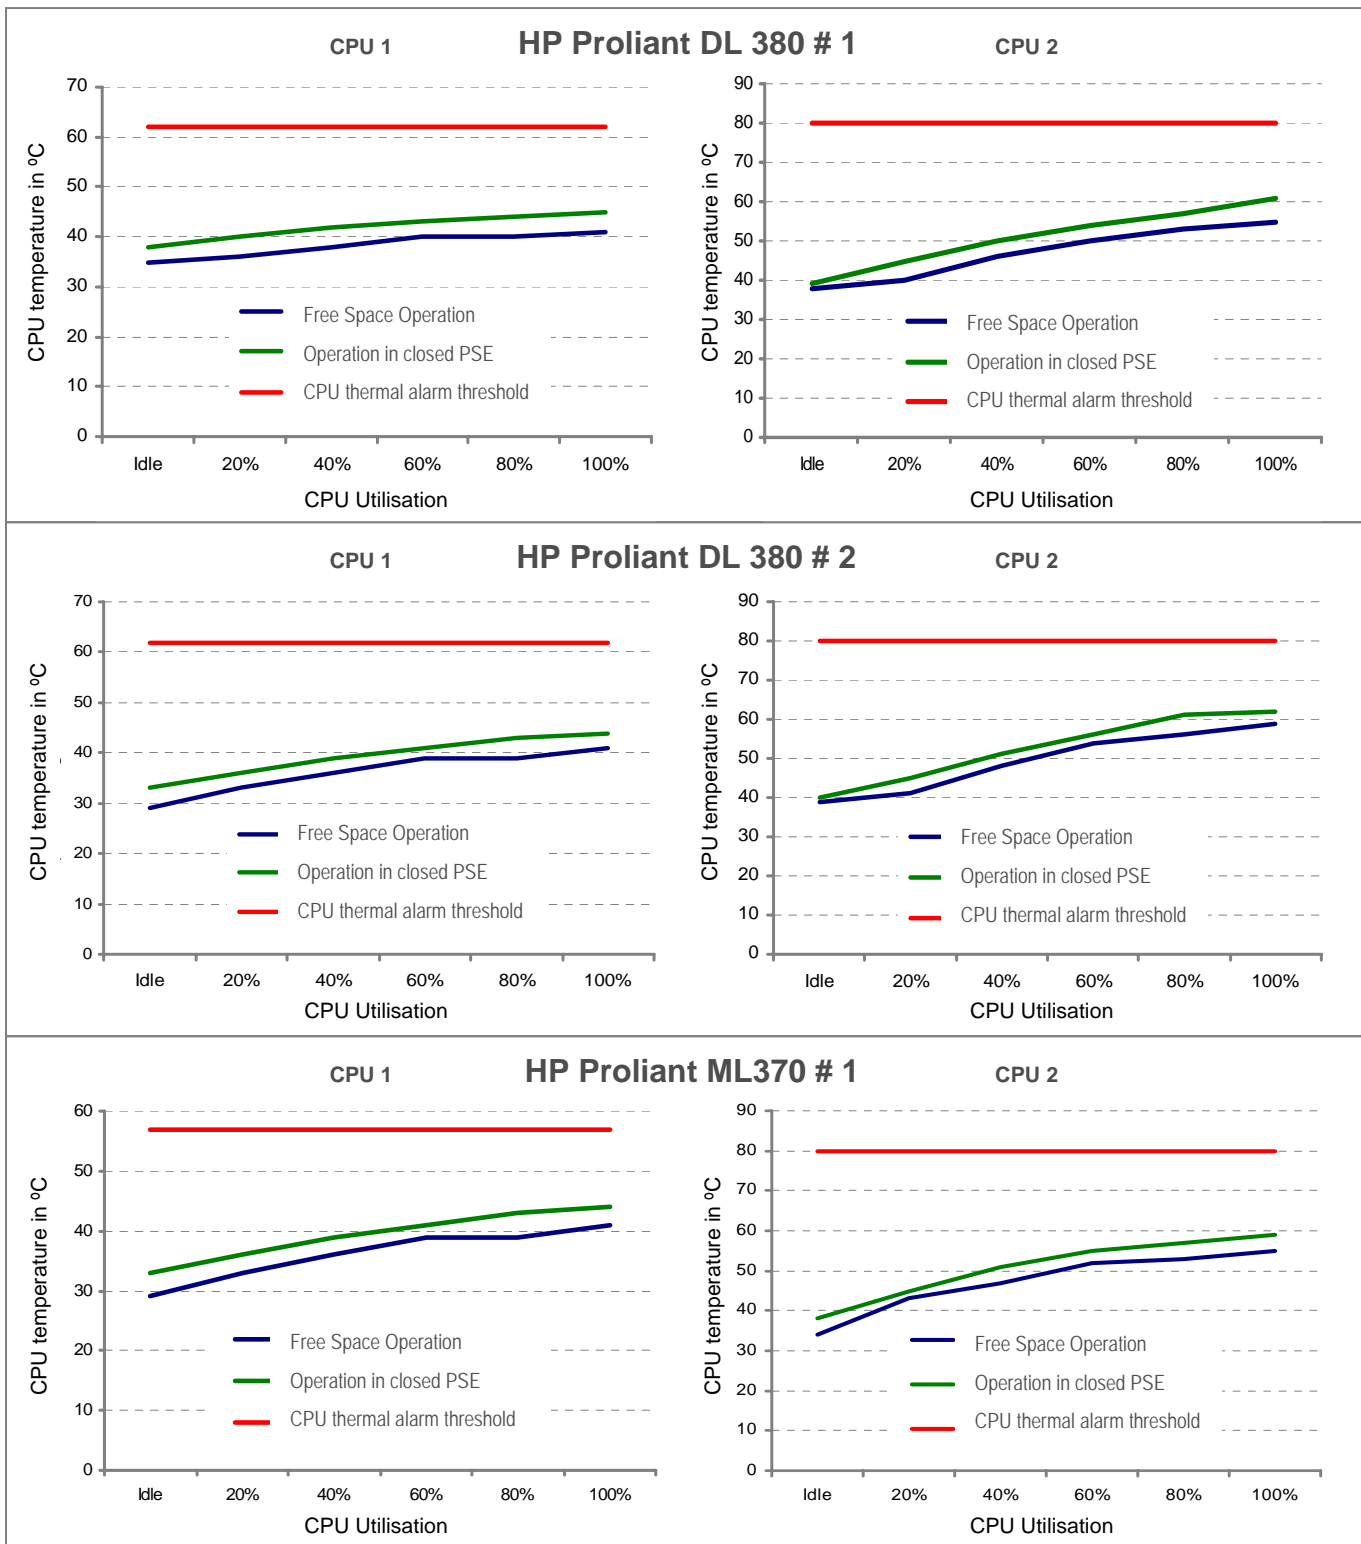 HP Proliant DL 380 # 1
CPU 1
CPU temperature in ºC
70
60
50
40
30
20
10
0
Free Space Operation
Operation in closed PSE
CPU thermal alarm threshold
Idle 20% 40% 60% 80% 100%
CPU Utilisation
CPU 2
CPU temperature in ºC
90
80
70
60
50
40
30
20
10
0
Free Space Operation
Operation in closed PSE
CPU thermal alarm threshold
Idle 20% 40% 60% 80% 100%
CPU Utilisation
HP Proliant DL 380 # 2
CPU 1
CPU temperature in ºC
70
60
50
40
30
20
10
0
Free Space Operation
Operation in closed PSE
CPU thermal alarm threshold
Idle 20% 40% 60% 80% 100%
CPU Utilisation
CPU 2
CPU temperature in ºC
90
80
70
60
50
40
30
20
10
0
Free Space Operation
Operation in closed PSE
CPU thermal alarm threshold
Idle 20% 40% 60% 80% 100%
CPU Utilisation
HP Proliant ML370 # 1
CPU 1
CPU temperature in ºC
60
50
40
30
20
10
0
Free Space Operation
Operation in closed PSE
CPU thermal alarm threshold
Idle 20% 40% 60% 80% 100%
CPU Utilisation
CPU 2
CPU temperature in ºC
90
80
70
60
50
40
30
20
10
0
Free Space Operation
Operation in closed PSE
CPU thermal alarm threshold
Idle 20% 40% 60% 80% 100%
CPU Utilisation